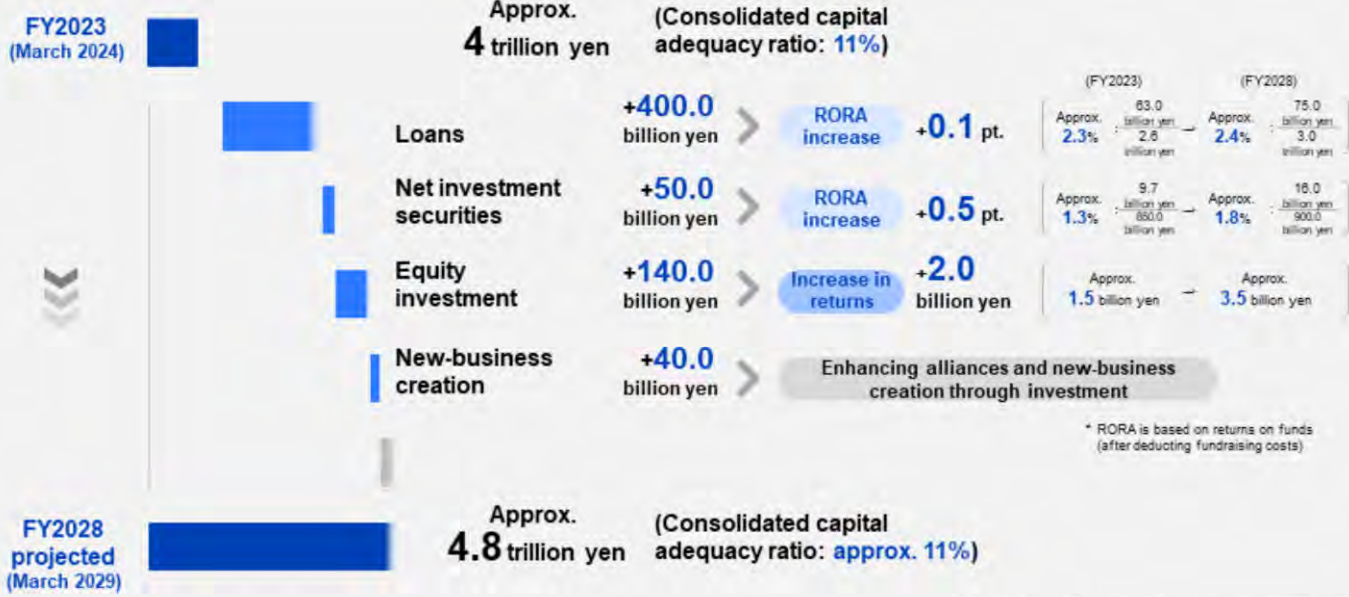 FY2023
(March 2024)
Approx.
4 trillion yen
(Consolidated capital
adequacy ratio: 11%)
(FY2023)
(FY2028)
Loans
+400.0
billion yen
RORA
increase
+0.1 pt.
Approx.
2.3%
:
63.0
billion yen
2.6
trillion yen
Approx.
2.4%
:
75.0
billion yen
3.0
trillion yen
Net investment
securities
+50.0
billion yen
RORA
increase
+0.5 pt.
Approx.
1.3%
:
9.7
billion yen
850.0
billion yen
Approx.
1.8%
:
16.0
billion yen
900.0
billion yen
Equity
investment
+140.0
billion yen
Increase in
returns
+2.0
billion yen
Approx.
1.5 billion yen
Approx.
3.5 billion yen
New-business
creation
+40.0
billion yen
Enhancing alliances and new-business
creation through investment
* RORA is based on returns on funds
(after deducting fundraising costs)
FY2028
projected
(March 2029)
Approx.
4.8 trillion yen
(Consolidated capital
adequacy ratio: approx. 11%)